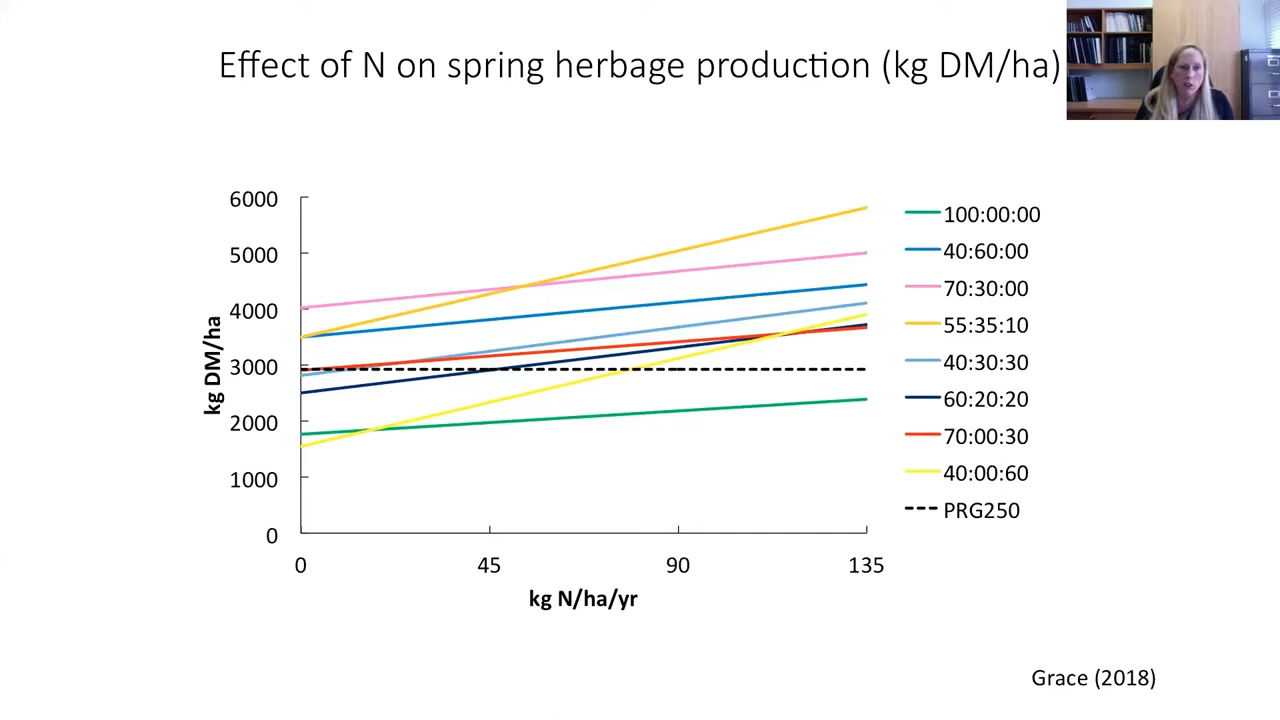 Effect of N on spring herbage production (kg DM/ha)
6000
5000
4000
3000
2000
1000
0
kg DM/ha
0 45 90 135
kg N/ha/yr
100:00:00
40:60:00
70:30:00
55:35:10
40:30:30
60:20:20
70:00:30
40:00:60
PRG250
Grace (2018)